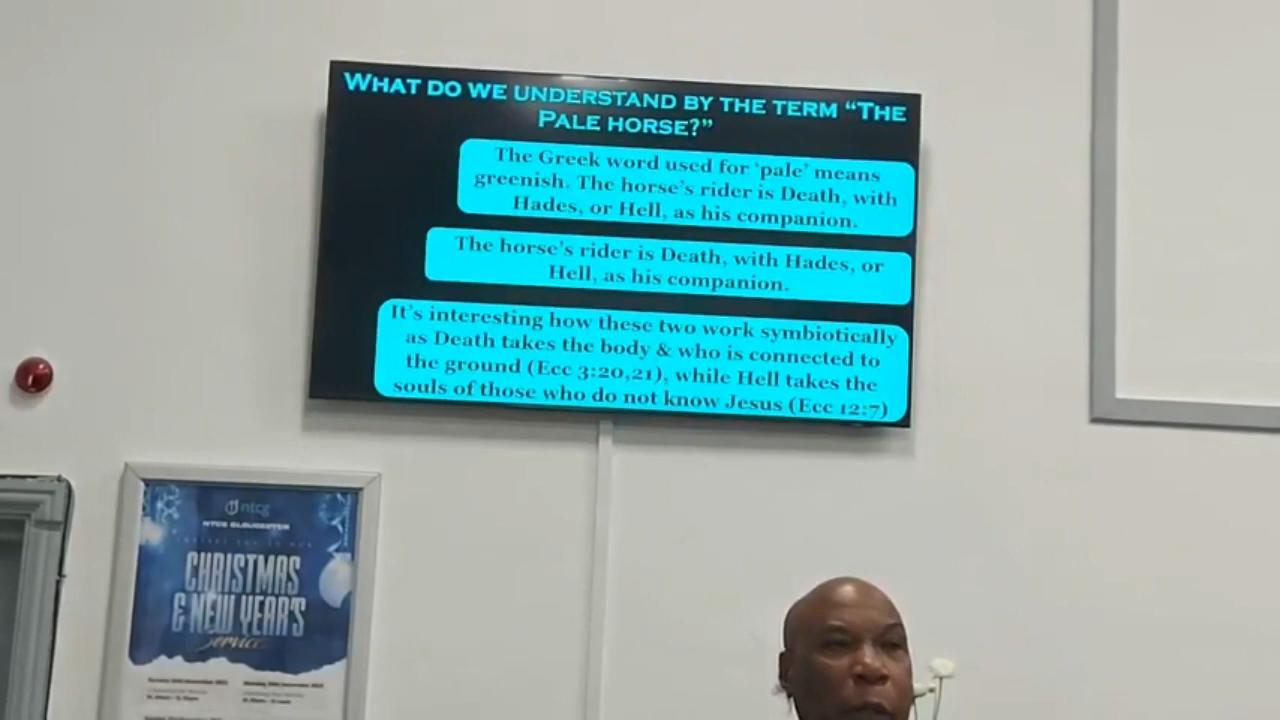 WHAT DO WE UNDERSTAND BY THE TERM “THE
PALE HORSE?”
The Greek word used for ‘pale’ means
greenish. The horse’s rider is Death, with
Hades, or Hell, as his companion.
The horse’s rider is Death, with Hades, or
Hell, as his companion.
It’s interesting how these two work symbiotically
as Death takes the body & who is connected to
the ground (Ecc 3:20,21), while Hell takes the
souls of those who do not know Jesus (Ecc 12:7)
ntcg
NTCG GLOUCESTER
CHRISTMAS
& NEW YEAR'S
Service